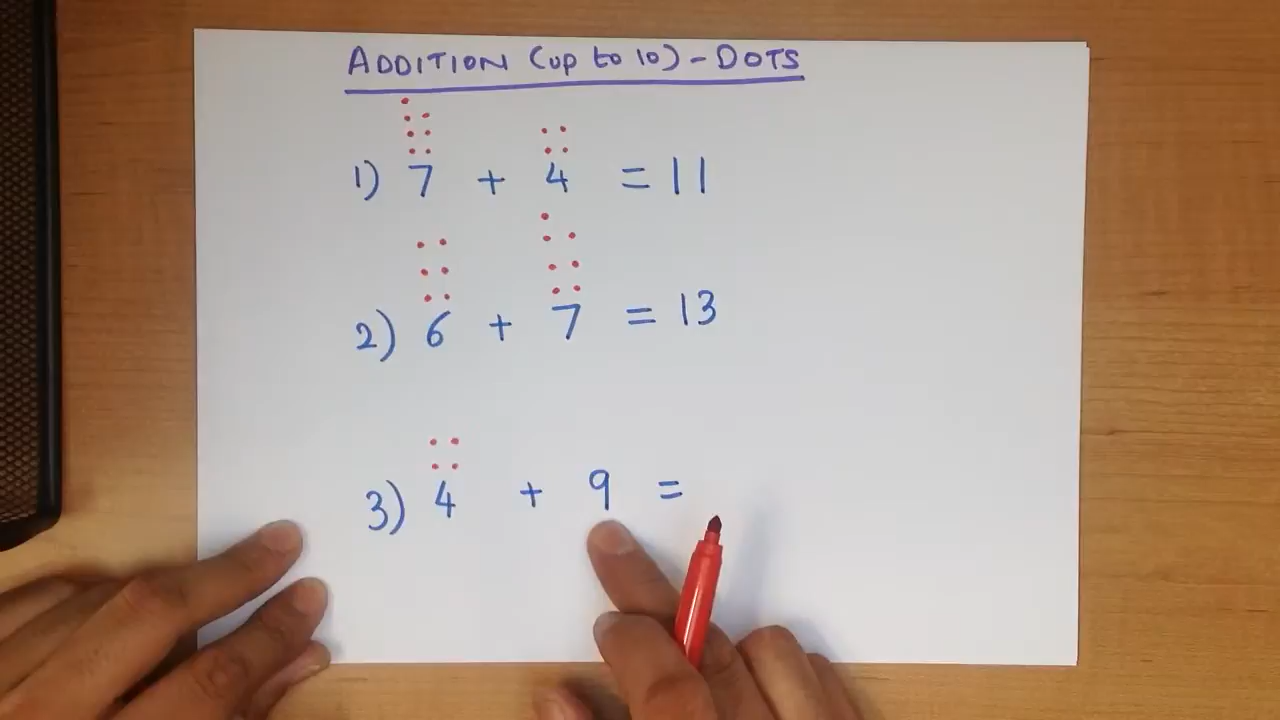 ADDITION (up to 10) - DOTS
1) 7 + 4 = 11
2) 6 + 7 = 13
3) 4 + 9 =